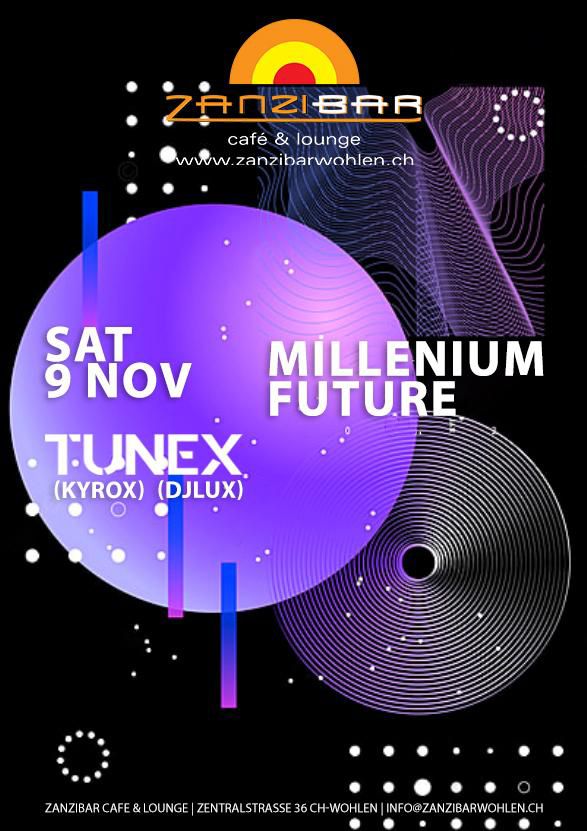 ZANZIBAR
café & lounge
www.zanzibarwohlen.ch
SAT
9 NOV
MILLENIUM
FUTURE
TUNEX
(KYROX) (DJLUX)
ZANZIBAR CAFE & LOUNGE | ZENTRALSTRASSE 36 CH-WOHLEN | INFO@ZANZIBARWOHLEN.CH